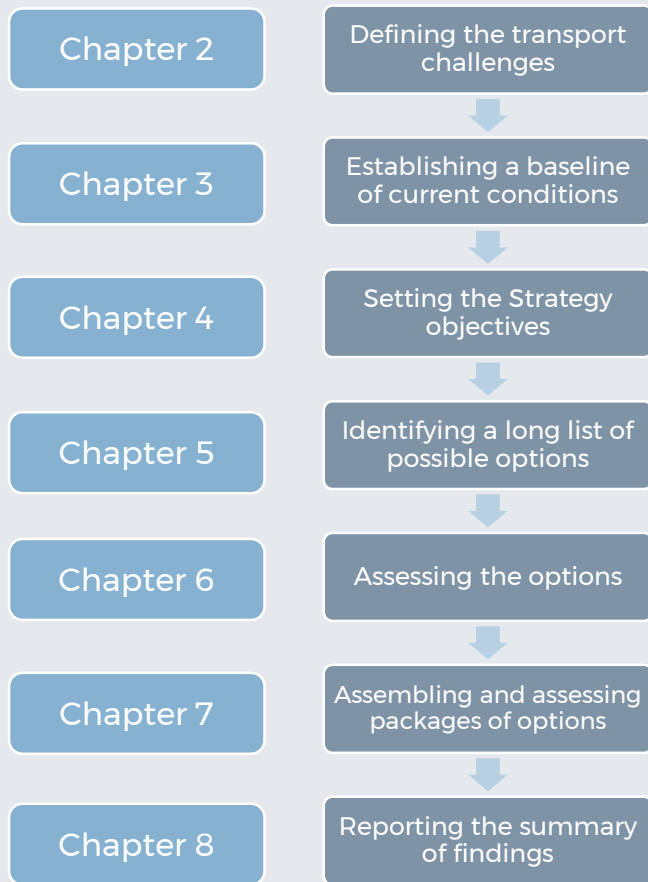 Chapter 2
Defining the transport
challenges
Chapter 3
Establishing a baseline
of current conditions
Chapter 4
Setting the Strategy
objectives
Chapter 5
Identifying a long list of
possible options
Chapter 6
Assessing the options
Chapter 7
Assembling and assessing
packages of options
Chapter 8
Reporting the summary
of findings